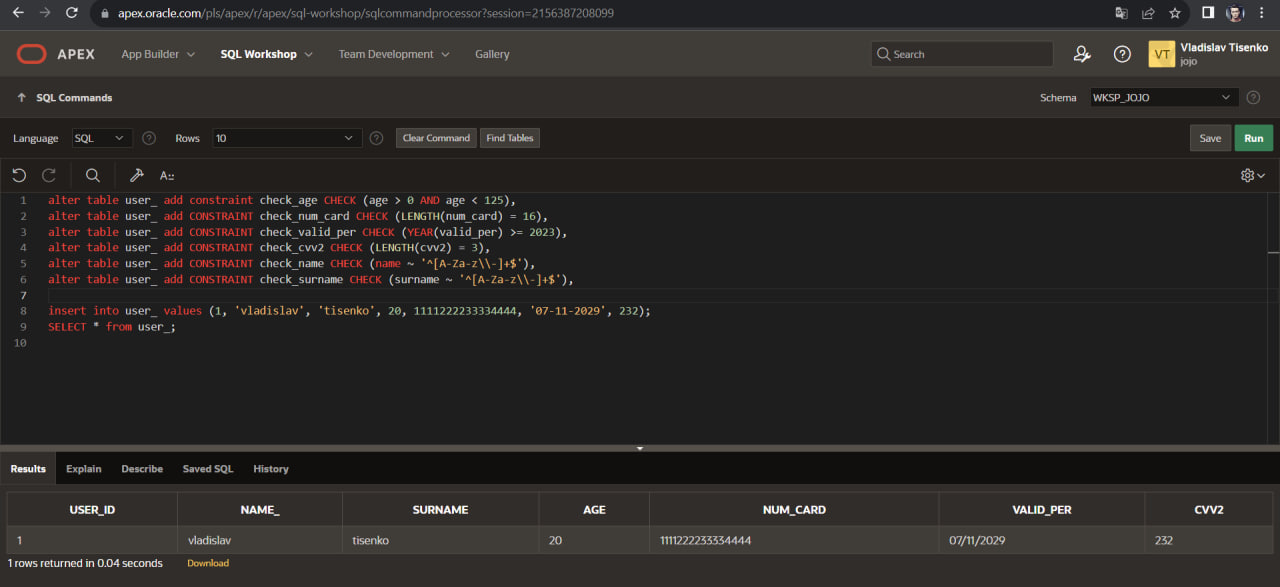 apex.oracle.com/pls/apex/r/apex/sql-workshop/sqlcommandprocessor?session=2156387208099
APEX App Builder SQL Workshop Team Development Gallery Search VT Vladislav Tisenko
jojo
SQL Commands Schema WKSP_JOJO
Language SQL Rows 10 Clear Command Find Tables Save Run
A::
1 alter table user_ add constraint check_age CHECK (age > 0 AND age < 125),
2 alter table user_ add CONSTRAINT check_num_card CHECK (LENGTH(num_card) = 16),
3 alter table user_ add CONSTRAINT check_valid_per CHECK (YEAR(valid_per) >= 2023),
4 alter table user_ add CONSTRAINT check_cvv2 CHECK (LENGTH(cvv2) = 3),
5 alter table user_ add CONSTRAINT check_name CHECK (name ~ '^[A-Za-z\\-]+$'),
6 alter table user_ add CONSTRAINT check_surname CHECK (surname ~ '^[A-Za-z\\-]+$'),
7
8 insert into user_ values (1, 'vladislav', 'tisenko', 20, 1111222233334444, '07-11-2029', 232);
9 SELECT * from user_;
10
Results Explain Describe Saved SQL History
USER_ID NAME_ SURNAME AGE NUM_CARD VALID_PER CVV2
1 vladislav tisenko 20 1111222233334444 07/11/2029 232
1 rows returned in 0.04 seconds Download